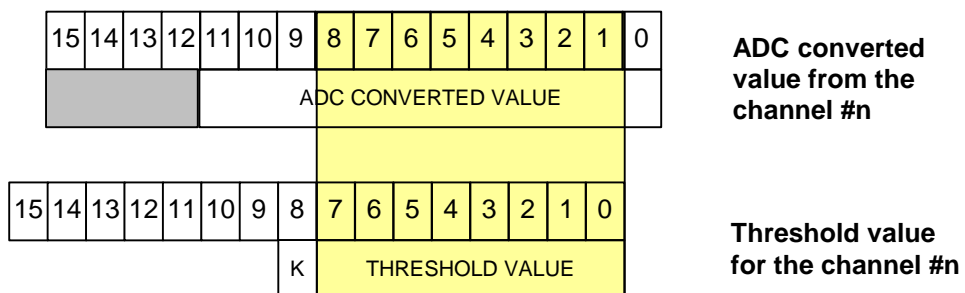 15 14 13 12 11 10 9 8 7 6 5 4 3 2 1 0
ADC CONVERTED VALUE
ADC converted
value from the
channel #n
15 14 13 12 11 10 9 8 7 6 5 4 3 2 1 0
K THRESHOLD VALUE
Threshold value
for the channel #n